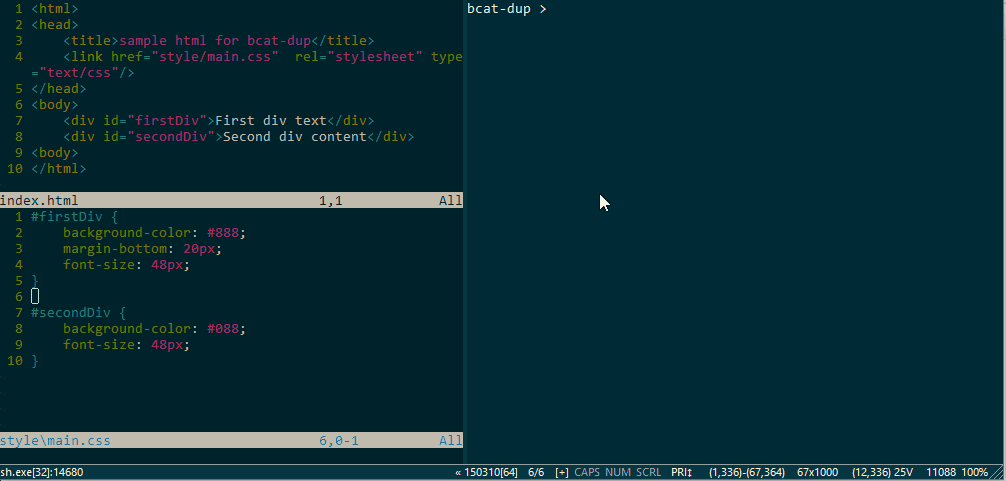 1 <html>
2 <head>
3     <title>sample html for bcat-dup</title>
4     <link href="style/main.css"  rel="stylesheet" type
="text/css"/>
5 </head>
6 <body>
7     <div id="firstDiv">First div text</div>
8     <div id="secondDiv">Second div content</div>
9 <body>
10 </html>
index.html 1,1 All
1 #firstDiv {
2     background-color: #888;
3     margin-bottom: 20px;
4     font-size: 48px;
5 }
6
7 #secondDiv {
8     background-color: #088;
9     font-size: 48px;
10 }
style\main.css 6,0-1 All
bcat-dup >
sh.exe[32]:14680 « 150310[64] 6/6 [+] CAPS NUM SCRL PRI↕ (1,336)-(67,364) 67x1000 (12,336) 25V 11088 100%